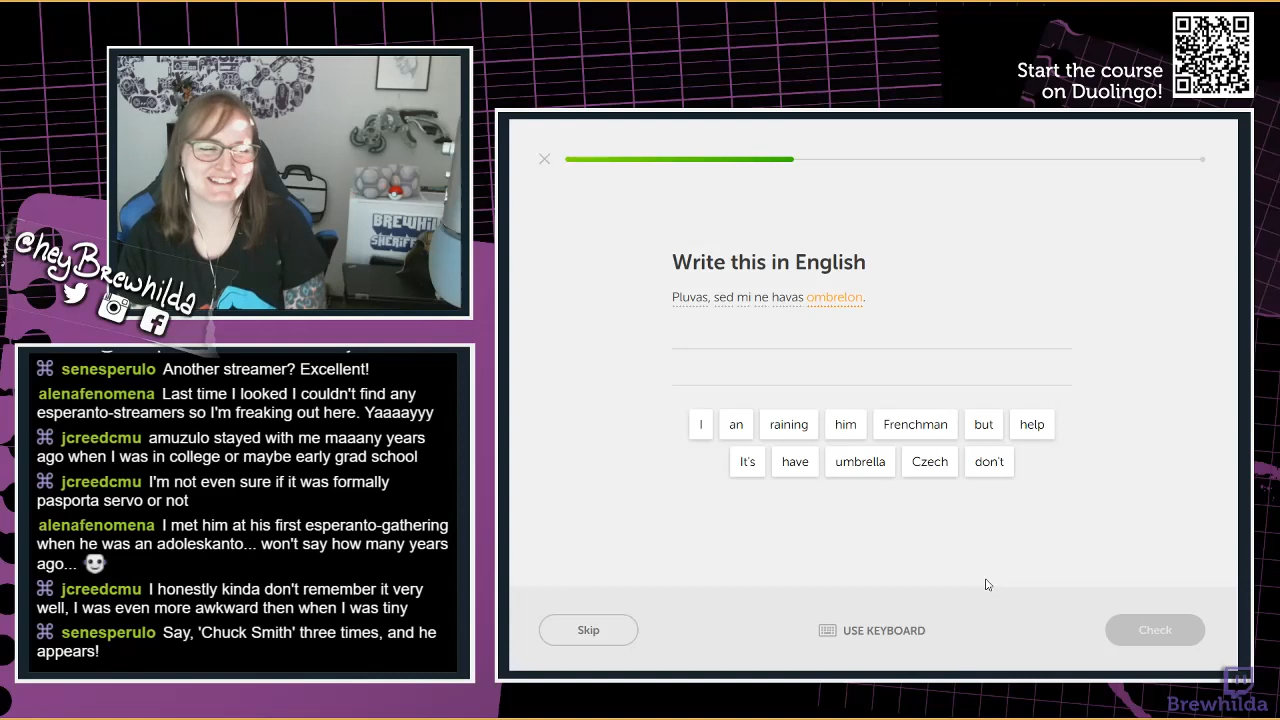 Start the course
on Duolingo!
BREWHIL
SHERIFF
@heyBrewhilda
senesperulo Another streamer? Excellent!
alenafenomena Last time I looked I couldn't find any
esperanto-streamers so I'm freaking out here. Yaaaayyy
jcreedcmu amuzulo stayed with me maaany years
ago when I was in college or maybe early grad school
jcreedcmu I'm not even sure if it was formally
pasporta servo or not
alenafenomena I met him at his first esperanto-gathering
when he was an adoleskanto... won't say how many years
ago...
jcreedcmu I honestly kinda don't remember it very
well, I was even more awkward then when I was tiny
senesperulo Say, 'Chuck Smith' three times, and he
appears!
Write this in English
Pluvas, sed mi ne havas ombrelon.
I an raining him Frenchman but help
It's have umbrella Czech don't
Skip
USE KEYBOARD
Check
Brewhilda